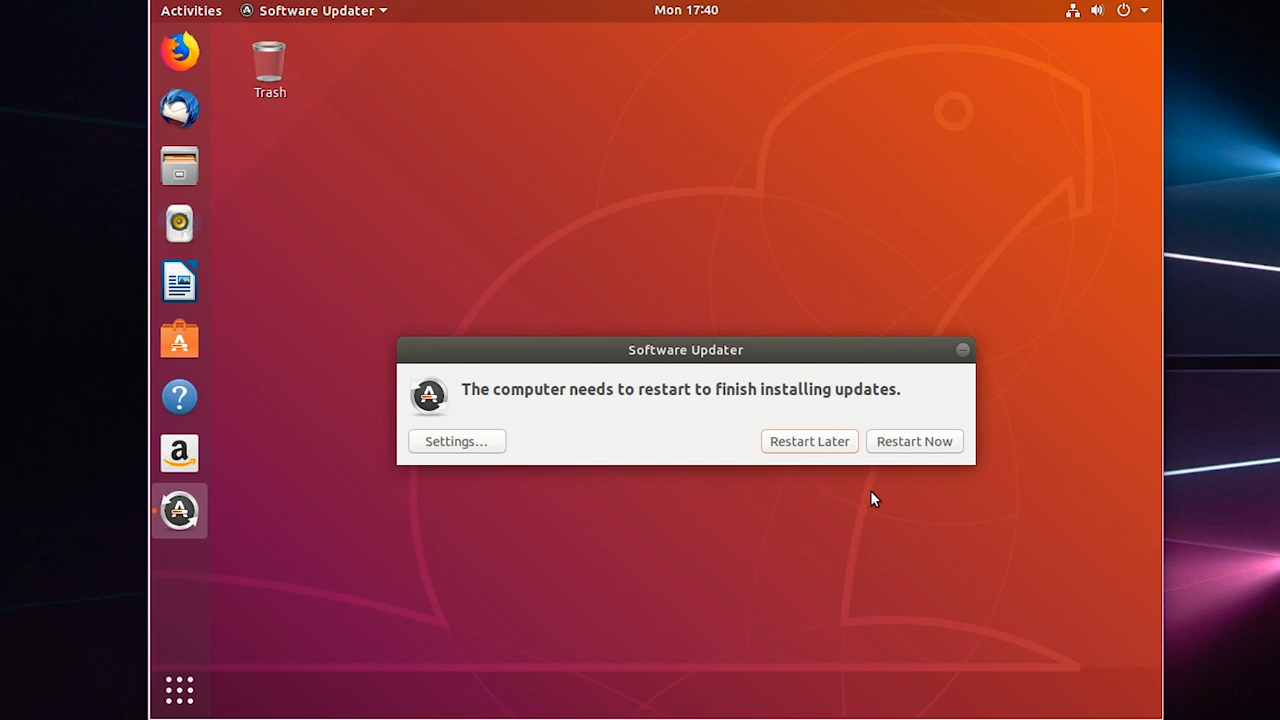 Activities
Software Updater
Mon 17:40
Trash
Software Updater
The computer needs to restart to finish installing updates.
Settings...
Restart Later
Restart Now
?
a